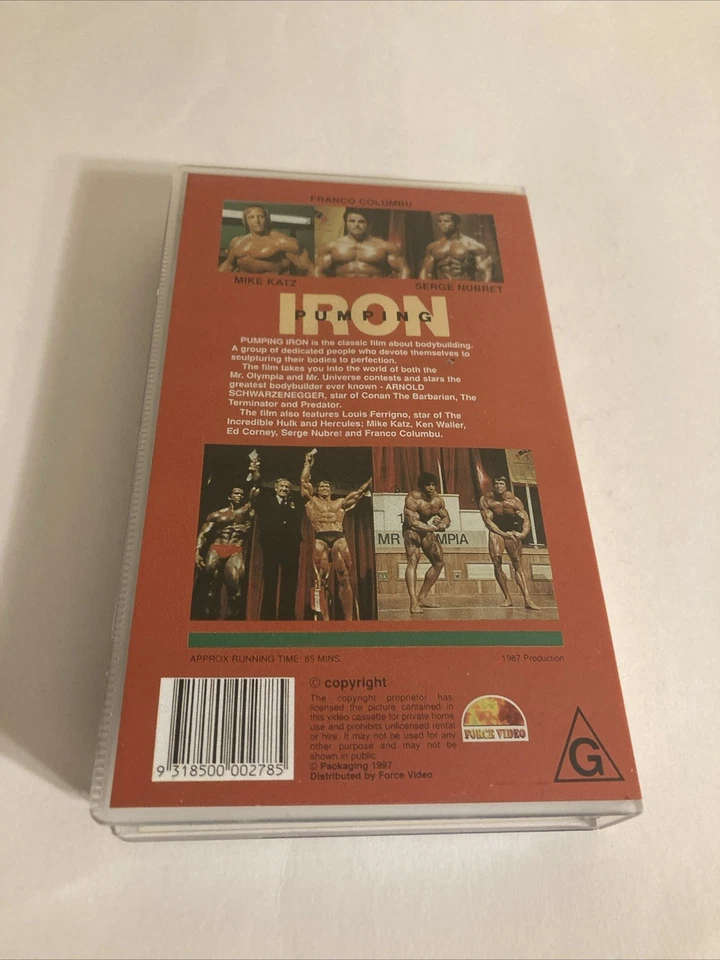 FRANCO COLUMBU
MIKE KATZ
SERGE NUBRET
IRON
PUMPING
PUMPING IRON is the classic film about bodybuilding.
A group of dedicated people who devote themselves to
sculpturing their bodies to perfection.
The film takes you into the world of both the
Mr. Olympia and Mr. Universe contests and stars the
greatest bodybuilder ever known - ARNOLD
SCHWARZENEGGER, star of Conan The Barbarian, The
Terminator and Predator.
The film also features Louis Ferrigno, star of The
Incredible Hulk and Hercules; Mike Katz, Ken Waller,
Ed Corney, Serge Nubret and Franco Columbu.
MR MPIA
APPROX RUNNING TIME: 85 MINS.
1987 Production
© copyright
The copyright proprietor has
licensed the picture contained in
this video cassette for private home
use and prohibits unlicensed rental
or hire. It may not be used for any
other purpose and may not be
shown in public.
© Packaging 1997
Distributed by Force Video.
FORCE VIDEO
G
9 318500 002785